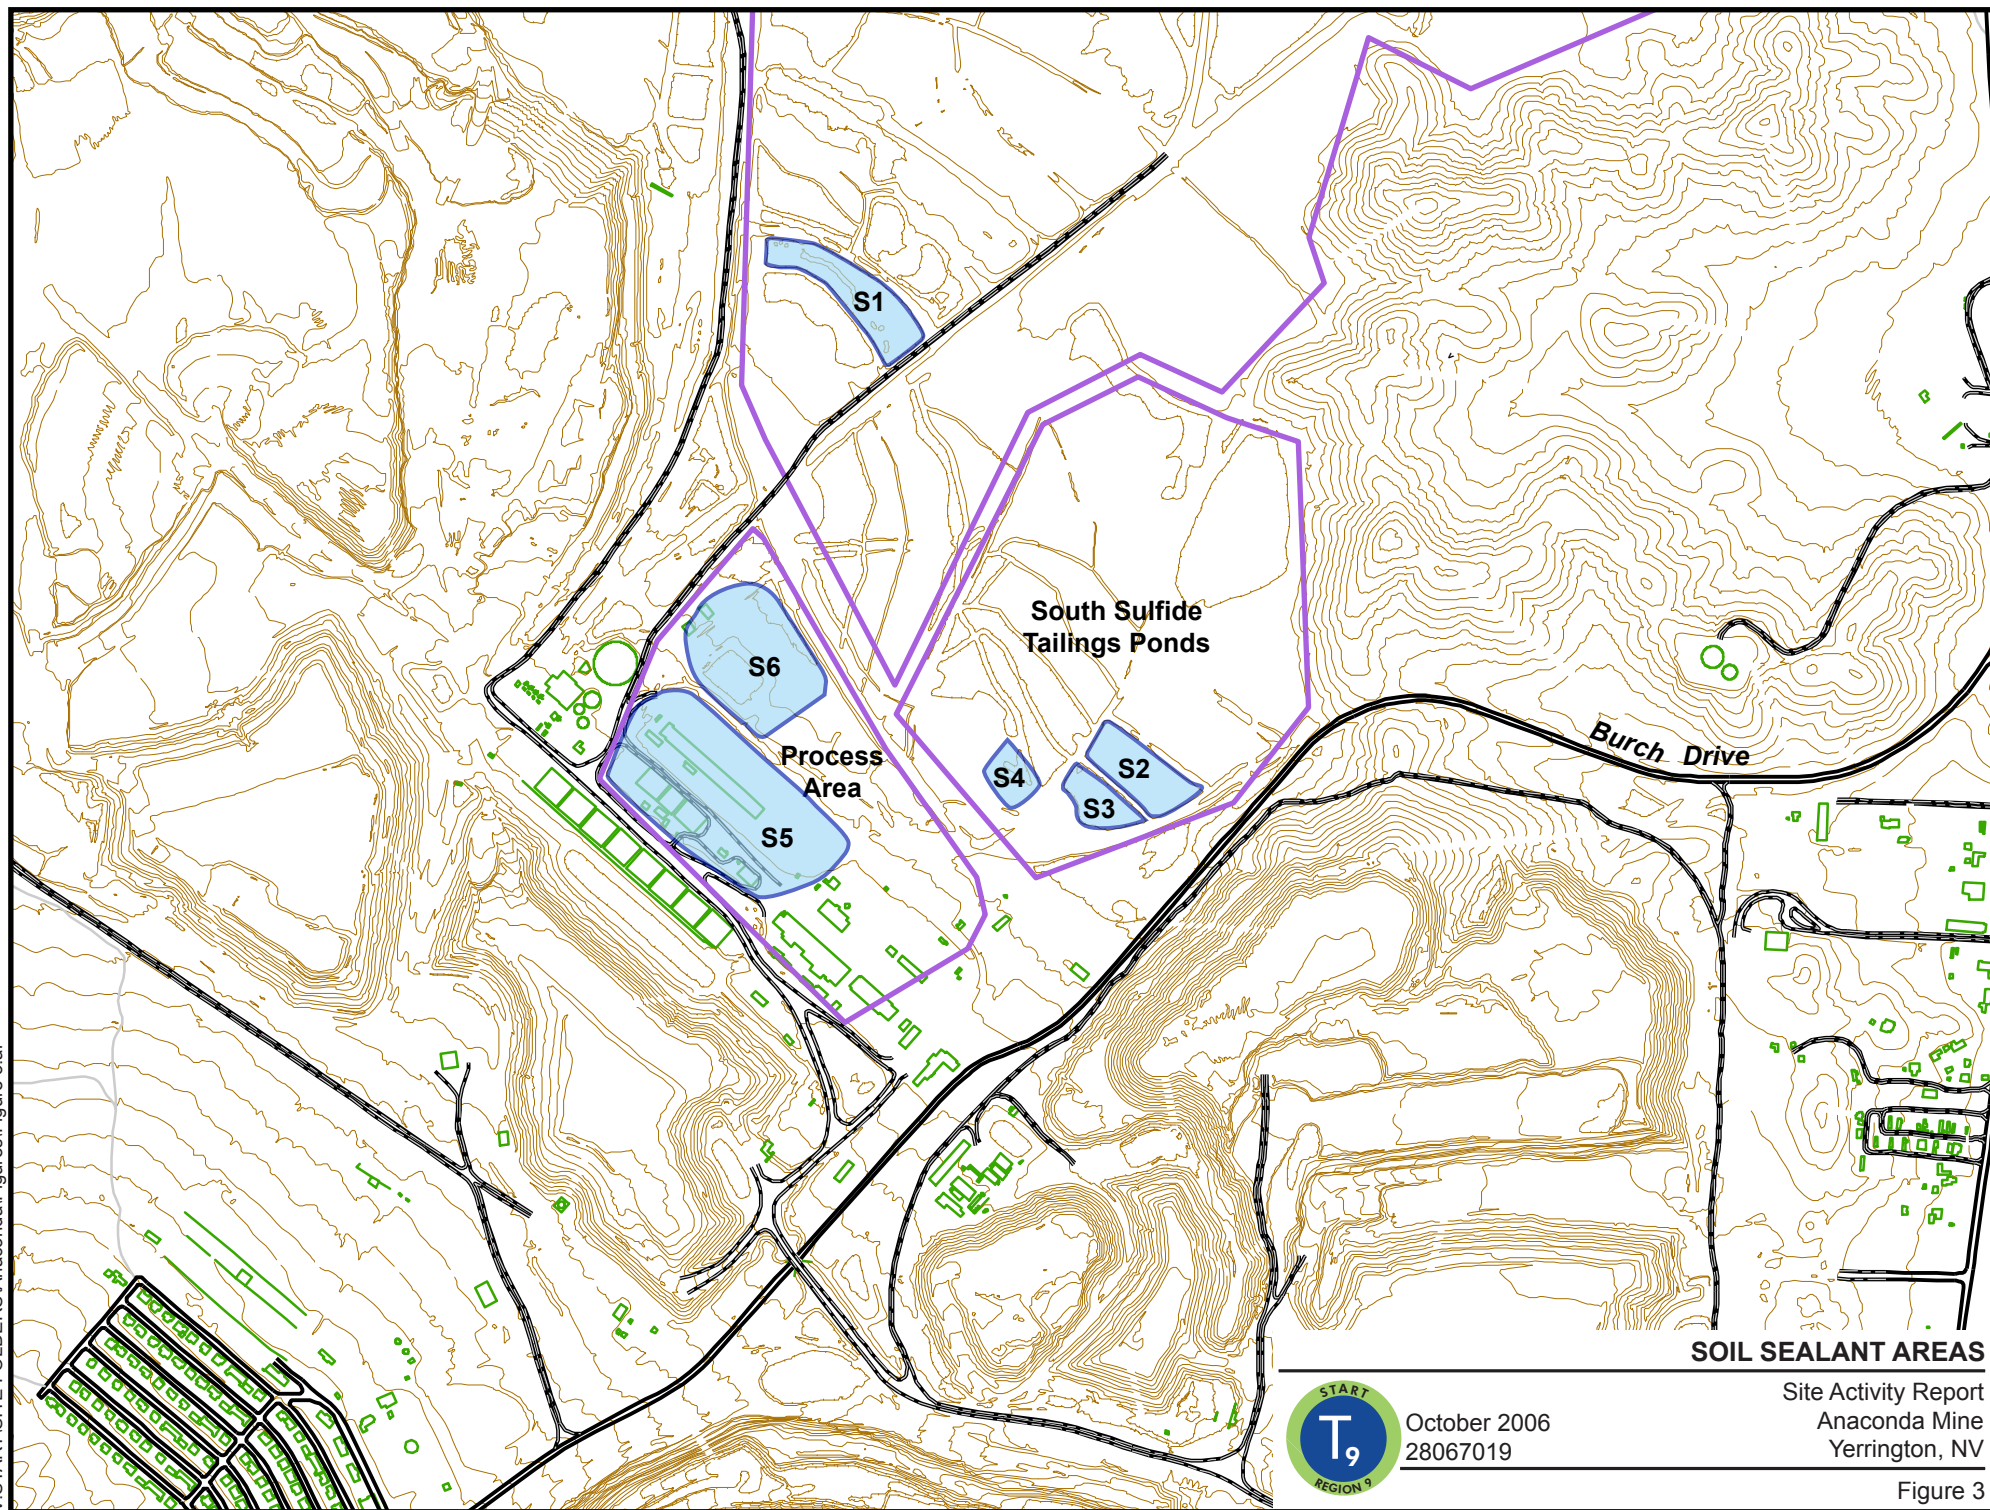 S1
South Sulfide
Tailings Ponds
S6
Burch Drive
Process
Area
S4
S2
S3
S5
SOIL SEALANT AREAS
START
T9
REGION 9
October 2006
28067019
Site Activity Report
Anaconda Mine
Yerrington, NV
Figure 3